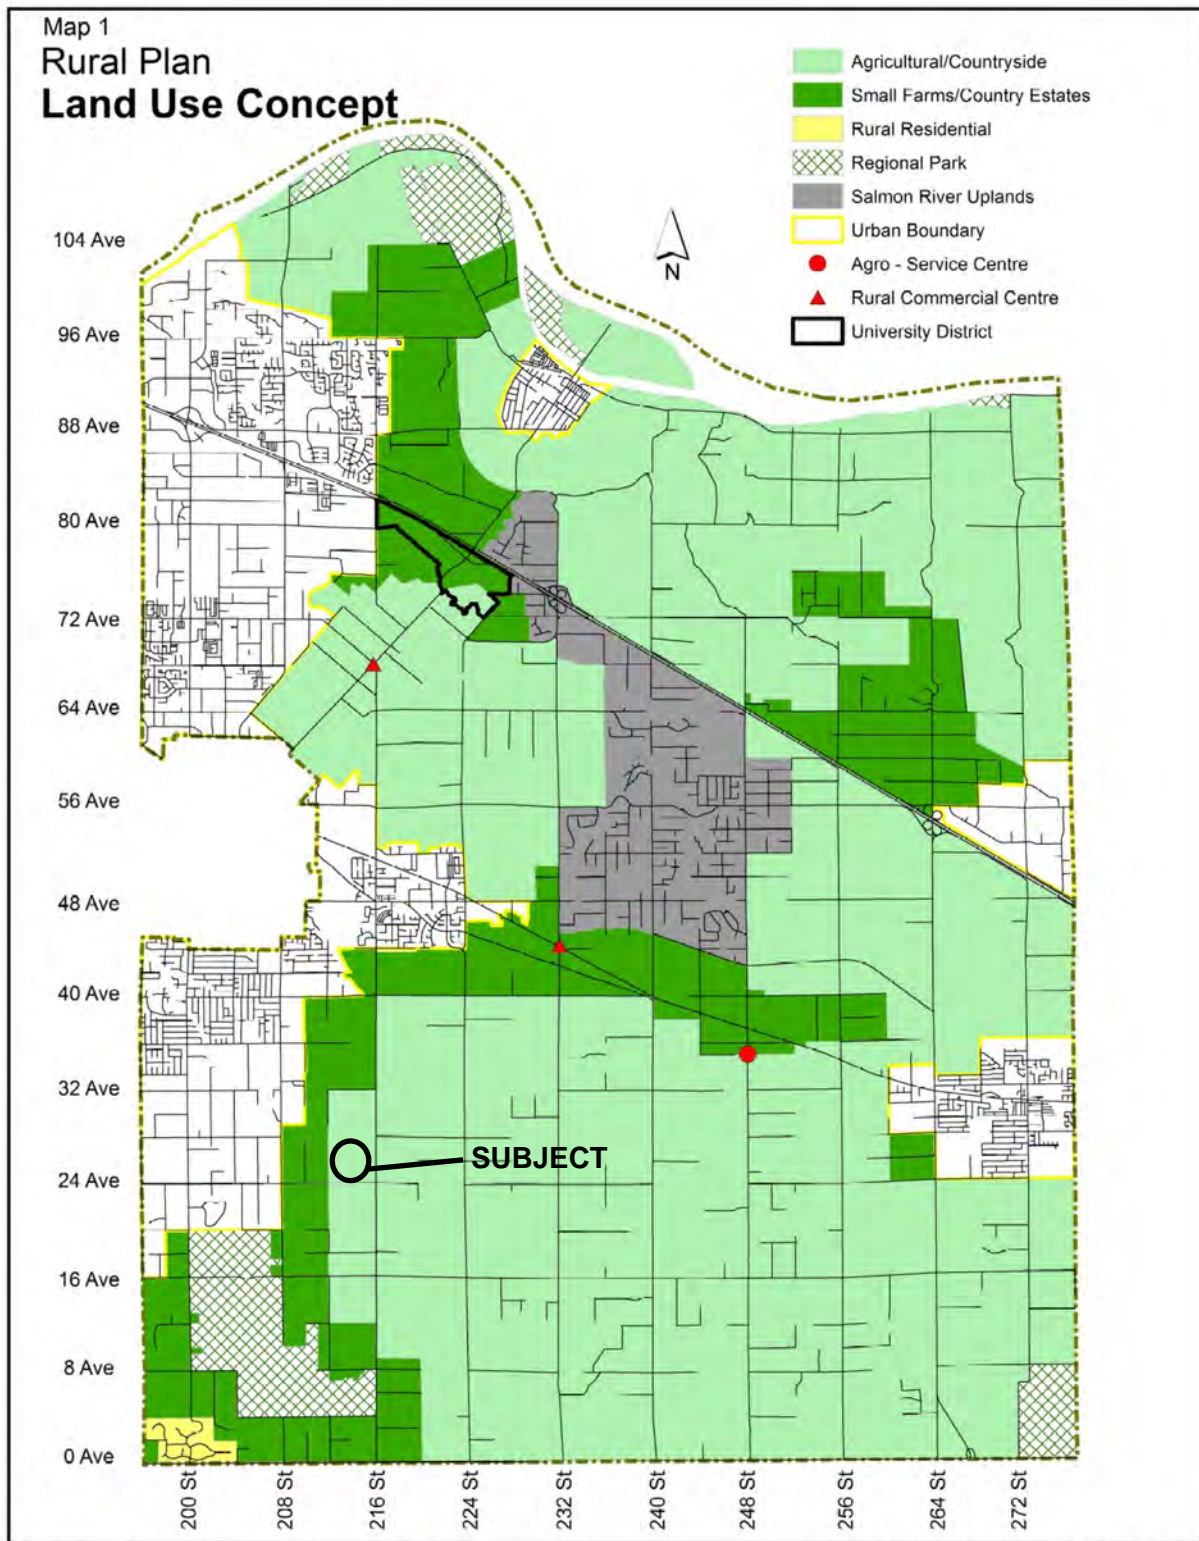 Map 1
Rural Plan
Land Use Concept
Agricultural/Countryside
Small Farms/Country Estates
Rural Residential
Regional Park
Salmon River Uplands
Urban Boundary
Agro - Service Centre
Rural Commercial Centre
University District
N
104 Ave
96 Ave
88 Ave
80 Ave
72 Ave
64 Ave
56 Ave
48 Ave
40 Ave
32 Ave
24 Ave
16 Ave
8 Ave
0 Ave
SUBJECT
200 St
208 St
216 St
224 St
232 St
240 St
248 St
256 St
264 St
272 St